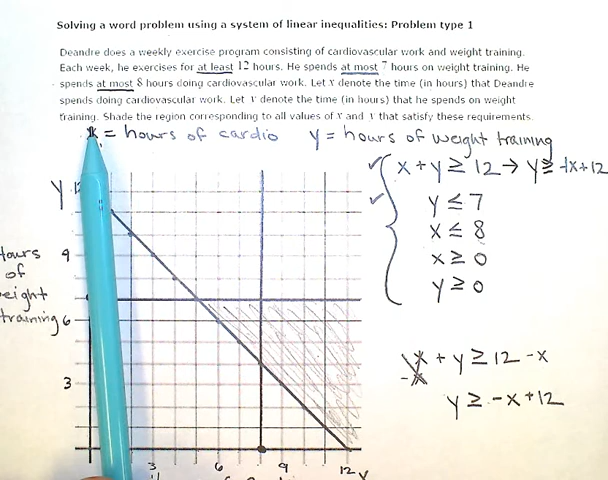 Solving a word problem using a system of linear inequalities: Problem type 1
Deandre does a weekly exercise program consisting of cardiovascular work and weight training.
Each week, he exercises for at least 12 hours. He spends at most 7 hours on weight training. He
spends at most 8 hours doing cardiovascular work. Let x denote the time (in hours) that Deandre
spends doing cardiovascular work. Let y denote the time (in hours) that he spends on weight
training. Shade the region corresponding to all values of x and y that satisfy these requirements.
x = hours of cardio y = hours of weight training
x + y ≥ 12 → y ≥ -1x + 12
y ≤ 7
x ≤ 8
x ≥ 0
y ≥ 0
y
9
Hours
of
weight
training 6
3
3 6 9 12 x
x + y ≥ 12 - x
-x
y ≥ -x + 12